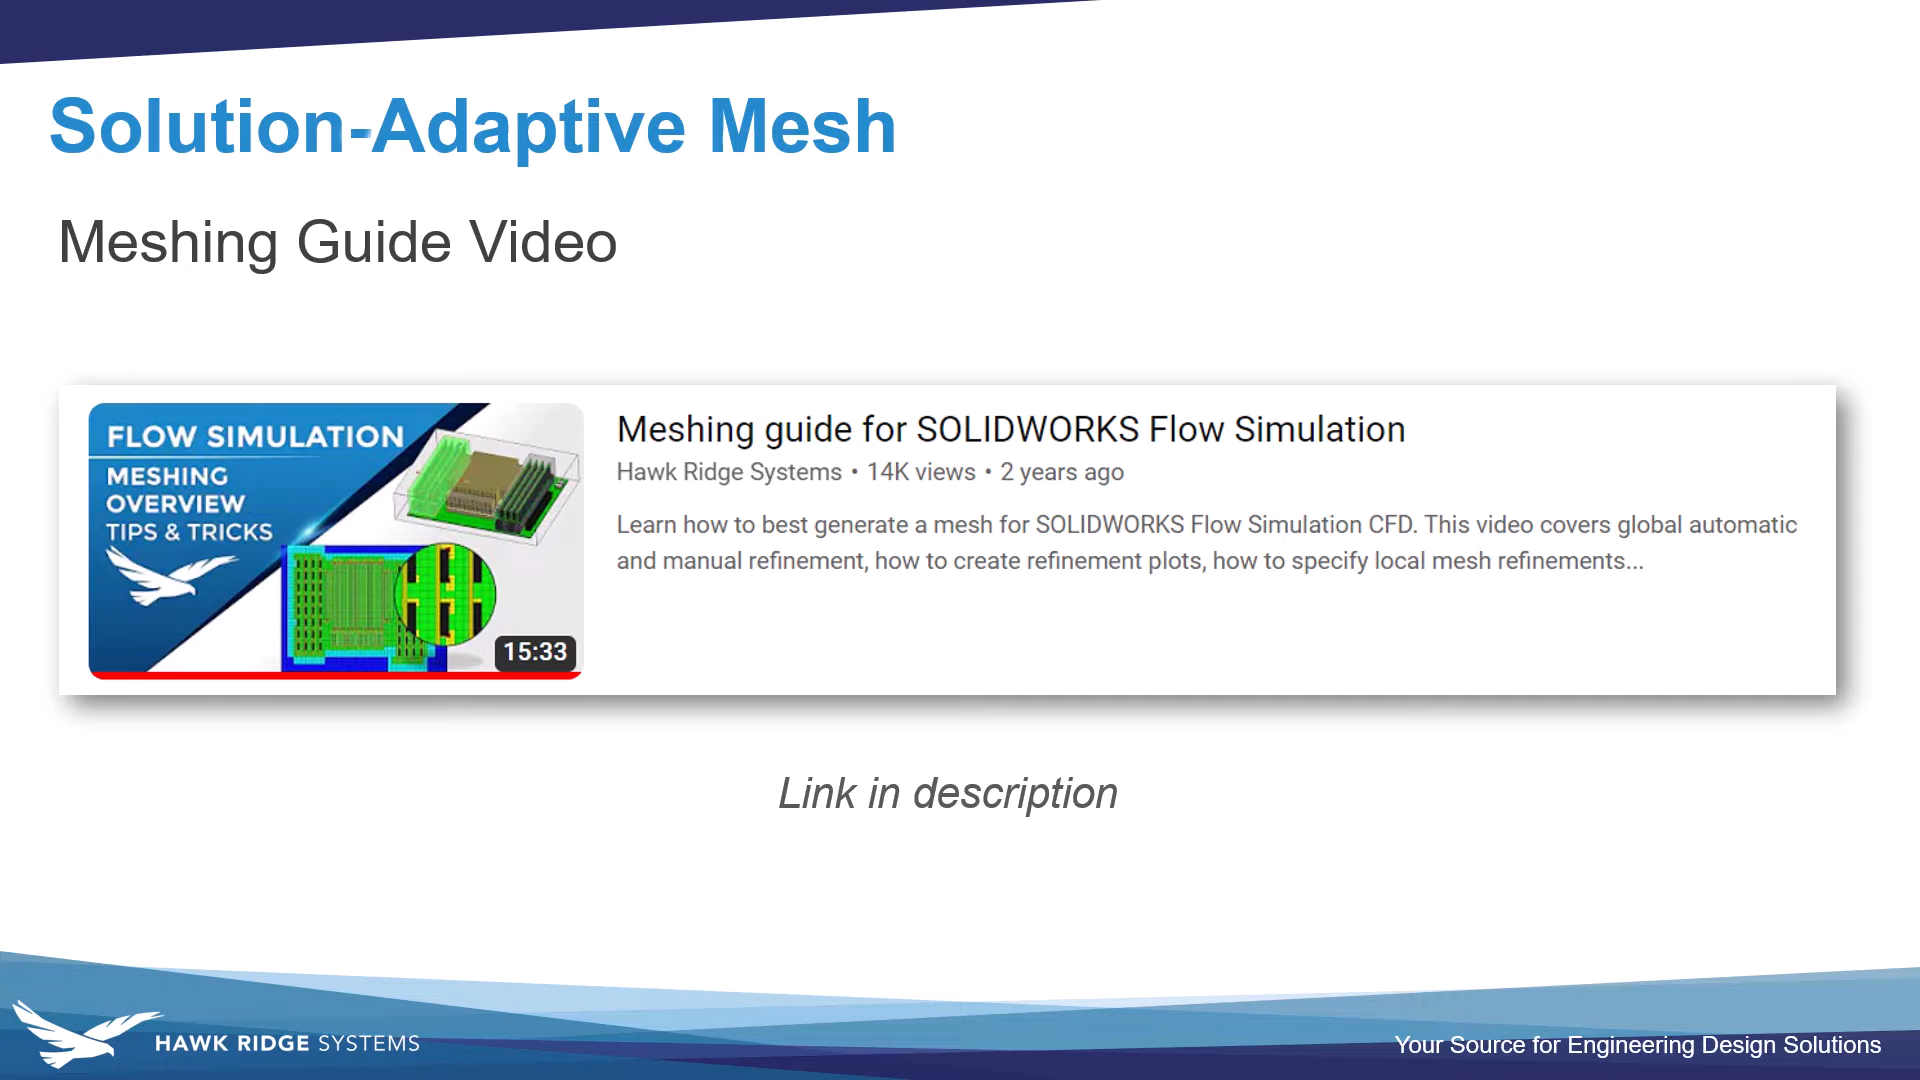 Solution-Adaptive Mesh
Meshing Guide Video
FLOW SIMULATION
MESHING
OVERVIEW
TIPS & TRICKS
15:33
Meshing guide for SOLIDWORKS Flow Simulation
Hawk Ridge Systems • 14K views • 2 years ago
Learn how to best generate a mesh for SOLIDWORKS Flow Simulation CFD. This video covers global automatic
and manual refinement, how to create refinement plots, how to specify local mesh refinements...
Link in description
HAWK RIDGE SYSTEMS
Your Source for Engineering Design Solutions